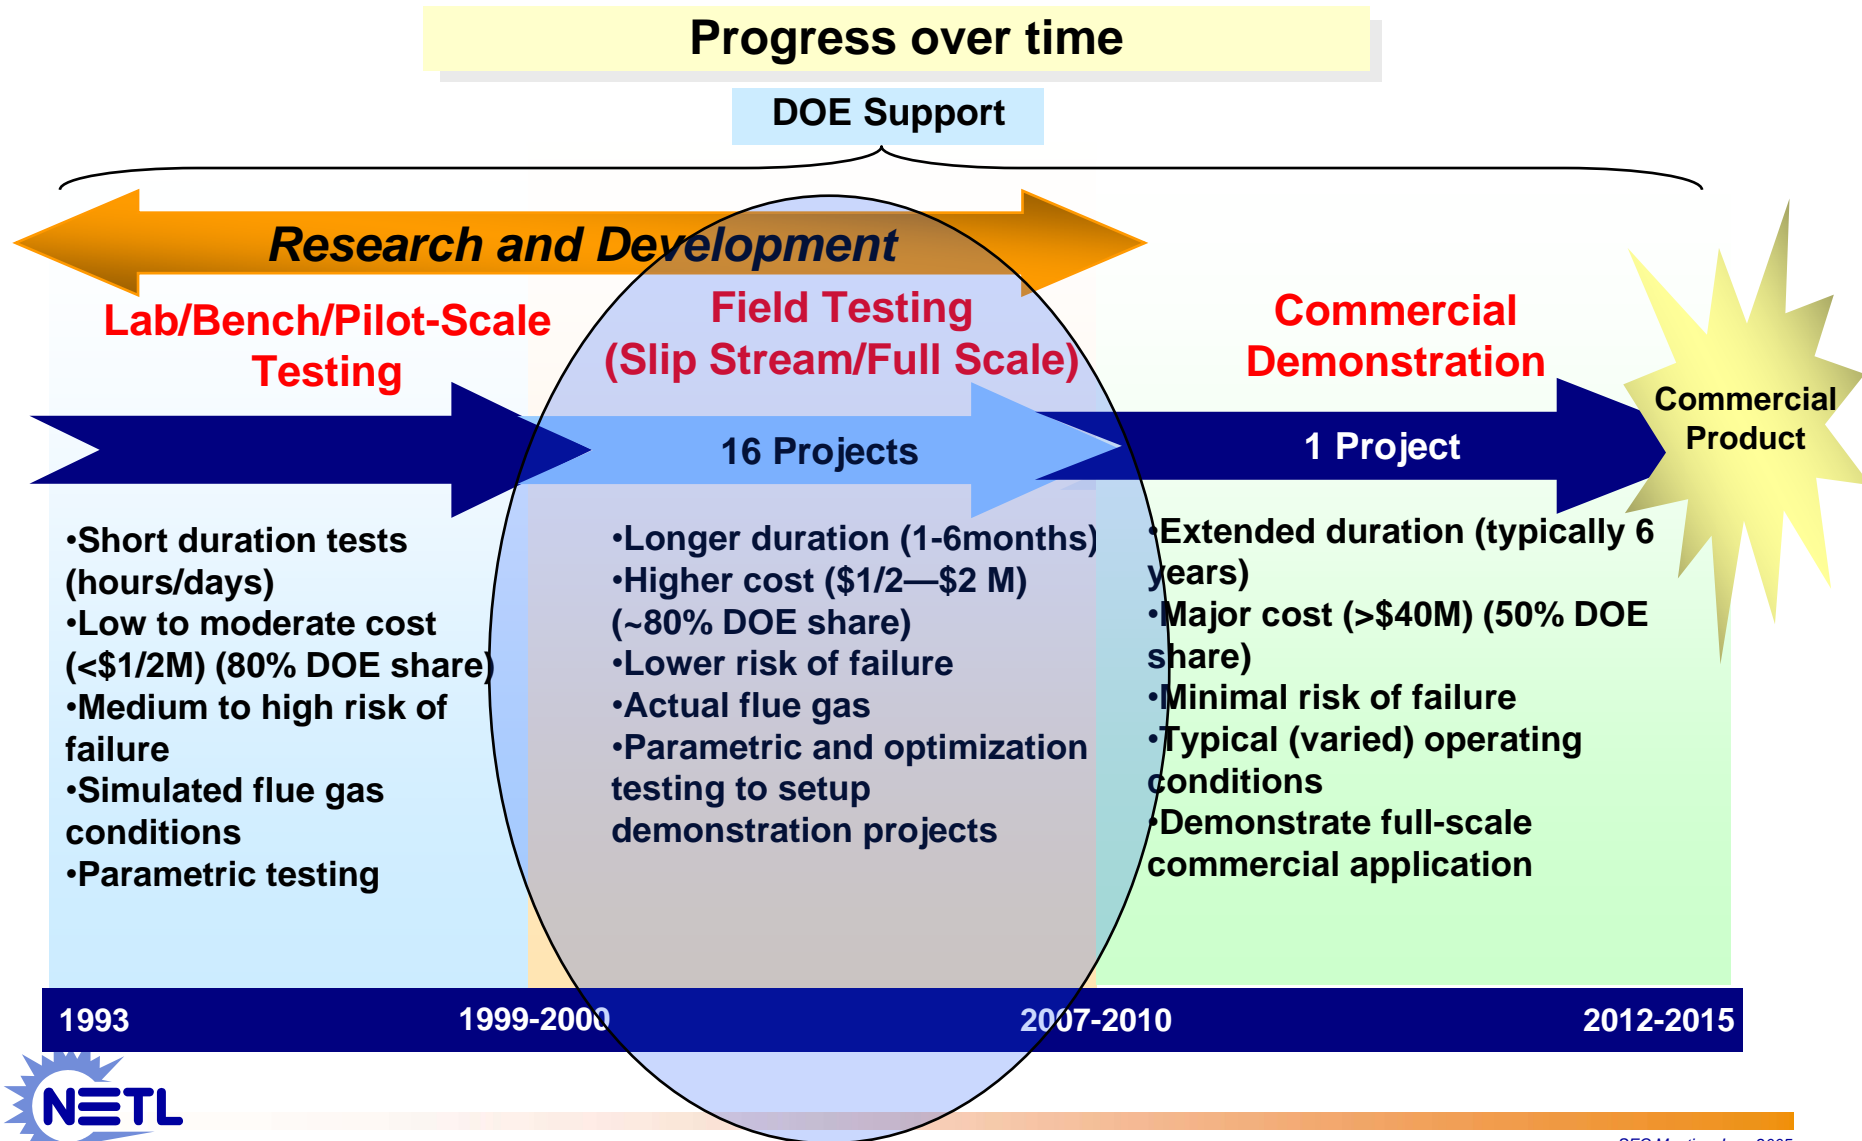 Progress over time
DOE Support
Research and Development
Lab/Bench/Pilot-Scale
Testing
Field Testing
(Slip Stream/Full Scale)
Commercial
Demonstration
16 Projects
1 Project
Commercial
Product
•Short duration tests
(hours/days)
•Low to moderate cost
(<$1/2M) (80% DOE share)
•Medium to high risk of
failure
•Simulated flue gas
conditions
•Parametric testing
•Longer duration (1-6months)
•Higher cost ($1/2—$2 M)
(~80% DOE share)
•Lower risk of failure
•Actual flue gas
•Parametric and optimization
testing to setup
demonstration projects
•Extended duration (typically 6
years)
•Major cost (>$40M) (50% DOE
share)
•Minimal risk of failure
•Typical (varied) operating
conditions
•Demonstrate full-scale
commercial application
1993
1999-2000
2007-2010
2012-2015
NETL